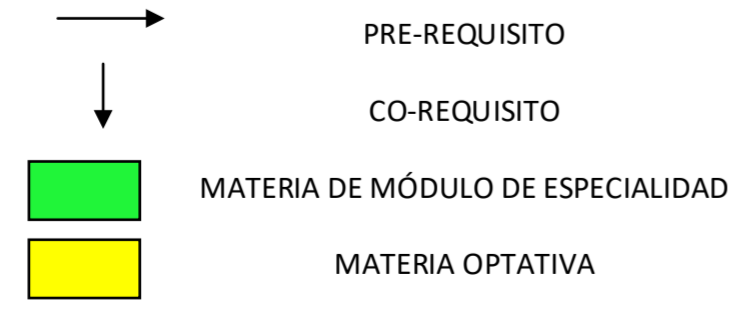 PRE-REQUISITO
CO-REQUISITO
MATERIA DE MÓDULO DE ESPECIALIDAD
MATERIA OPTATIVA